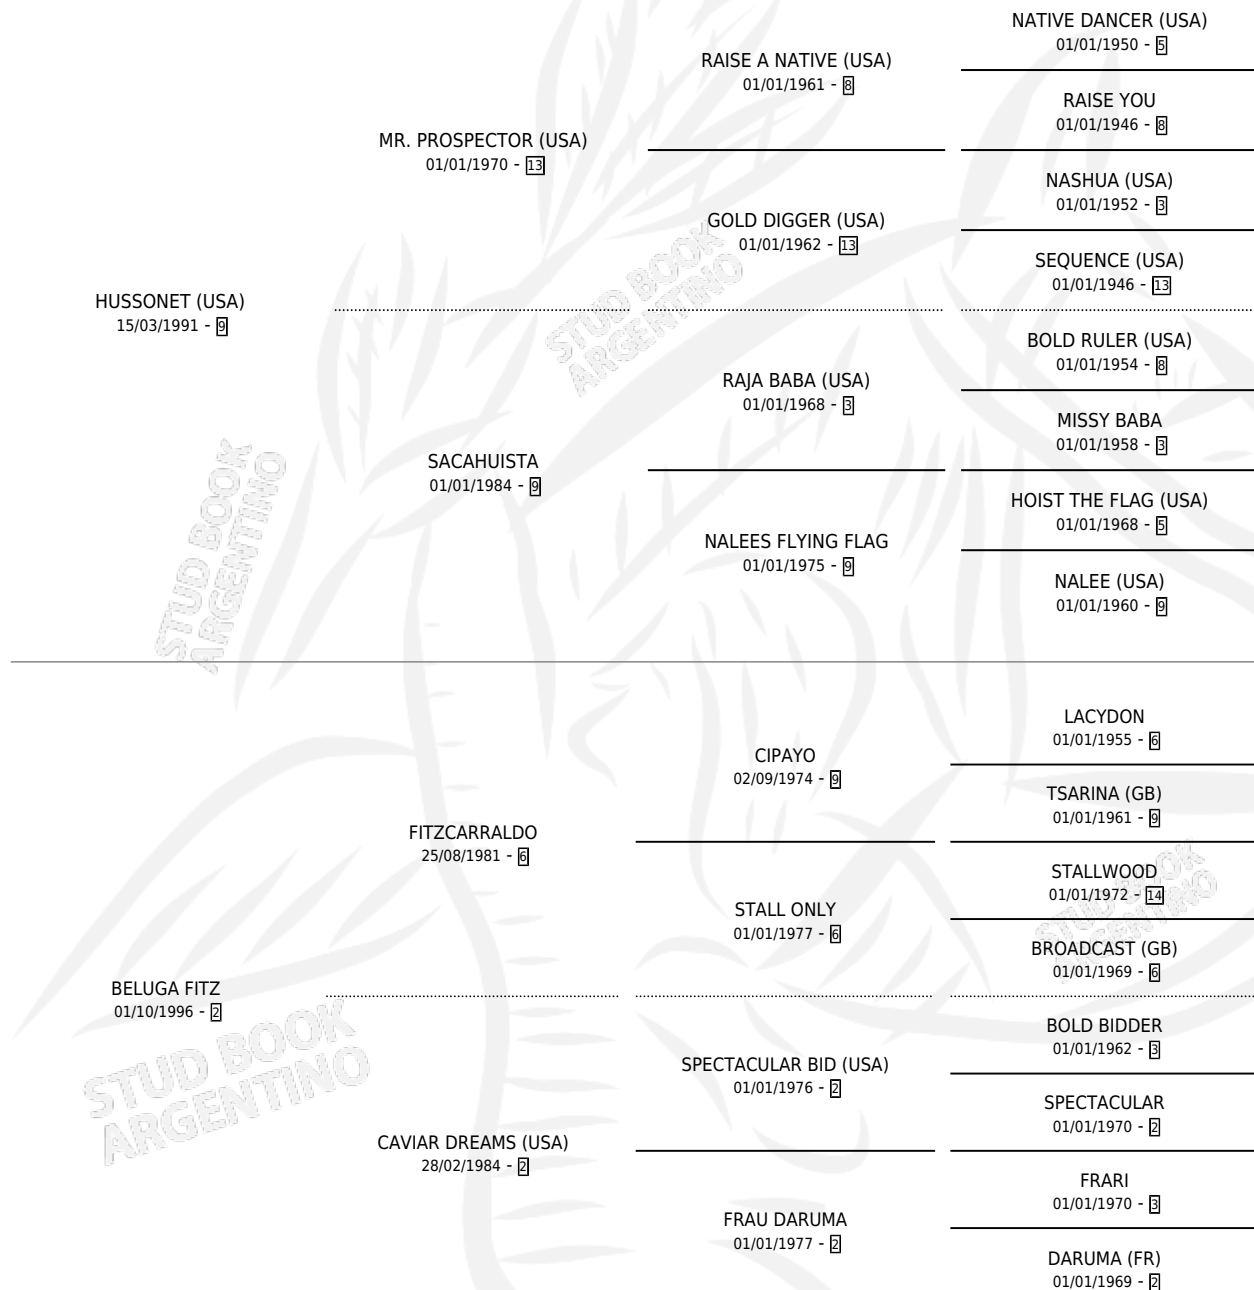 NATIVE DANCER (USA)
01/01/1950 - 5
RAISE A NATIVE (USA)
01/01/1961 - 8
RAISE YOU
01/01/1946 - 8
MR. PROSPECTOR (USA)
01/01/1970 - 13
NASHUA (USA)
01/01/1952 - 3
GOLD DIGGER (USA)
01/01/1962 - 13
SEQUENCE (USA)
01/01/1946 - 13
HUSSONET (USA)
15/03/1991 - 9
BOLD RULER (USA)
01/01/1954 - 8
RAJA BABA (USA)
01/01/1968 - 3
MISSY BABA
01/01/1958 - 3
SACAHUISTA
01/01/1984 - 9
HOIST THE FLAG (USA)
01/01/1968 - 5
NALEES FLYING FLAG
01/01/1975 - 9
NALEE (USA)
01/01/1960 - 9
LACYDON
01/01/1955 - 6
CIPAYO
02/09/1974 - 9
TSARINA (GB)
01/01/1961 - 9
FITZCARRALDO
25/08/1981 - 6
STALLWOOD
01/01/1972 - 14
STALL ONLY
01/01/1977 - 6
BROADCAST (GB)
01/01/1969 - 6
BELUGA FITZ
01/10/1996 - 2
BOLD BIDDER
01/01/1962 - 3
SPECTACULAR BID (USA)
01/01/1976 - 2
SPECTACULAR
01/01/1970 - 2
CAVIAR DREAMS (USA)
28/02/1984 - 2
FRARI
01/01/1970 - 3
FRAU DARUMA
01/01/1977 - 2
DARUMA (FR)
01/01/1969 - 2
STUD BOOK
ARGENTINO
STUD BOOK
ARGENTINO
STUD BOOK
ARGENTINO
STUD BOOK
ARGENTINO